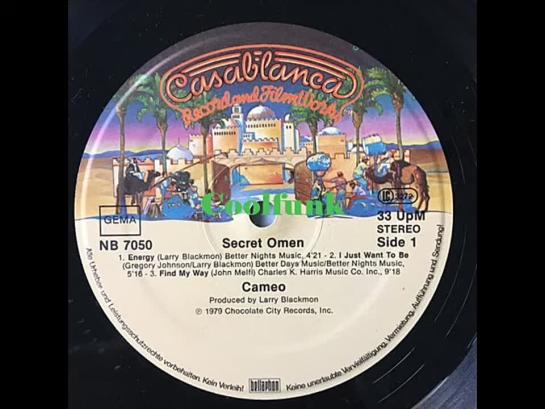 Casablanca
Record and FilmWorks
Coolfunk
GEMA
NB 7050
33 UpM
STEREO
Side 1
Secret Omen
1. Energy (Larry Blackmon) Better Nights Music, 4'21 - 2. I Just Want To Be
(Gregory Johnson/Larry Blackmon) Better Days Music/Better Nights Music,
5'16 - 3. Find My Way (John Melfi) Charles K. Harris Music Co. Inc., 9'18
Cameo
Produced by Larry Blackmon
℗ 1979 Chocolate City Records, Inc.
Alle Urheber und Leistungsschutzrechte vorbehalten. Kein Verleih!
bellaphon
Keine unerlaubte Vervielfältigung, Vermietung, Aufführung und Sendung!